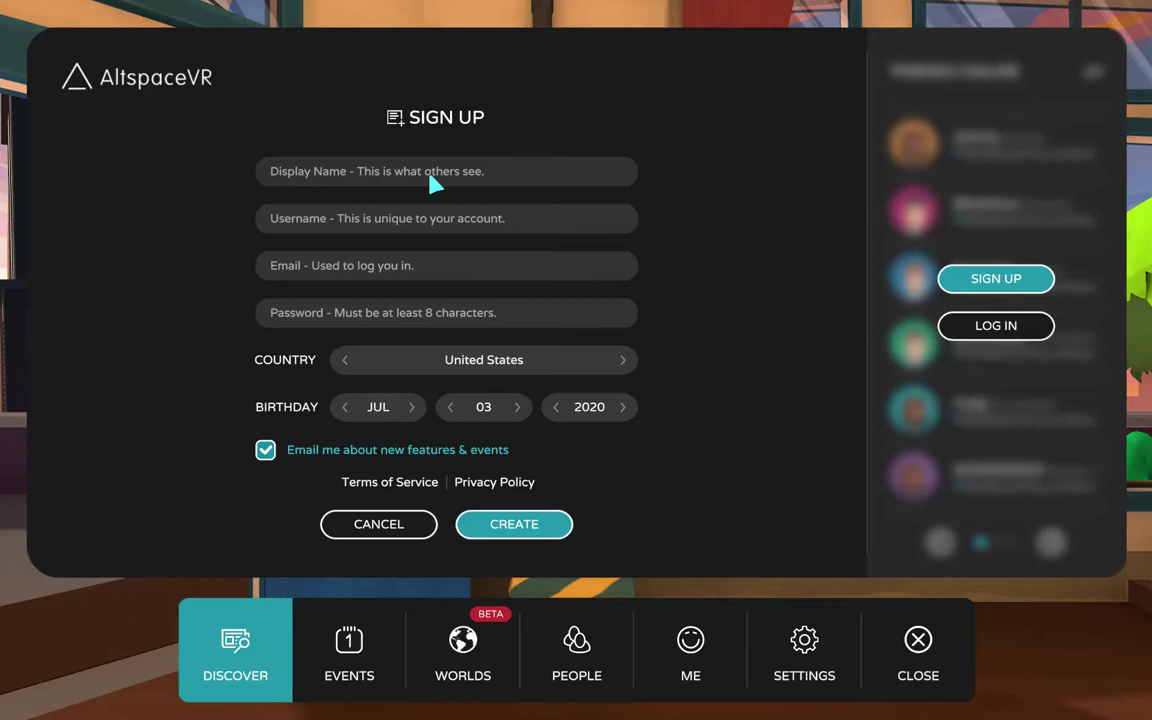 AltspaceVR
SIGN UP
Display Name - This is what others see.
Username - This is unique to your account.
Email - Used to log you in.
Password - Must be at least 8 characters.
COUNTRY United States
BIRTHDAY JUL 03 2020
Email me about new features & events
Terms of Service | Privacy Policy
CANCEL CREATE
SIGN UP
LOG IN
BETA
DISCOVER 1 EVENTS WORLDS PEOPLE ME SETTINGS CLOSE